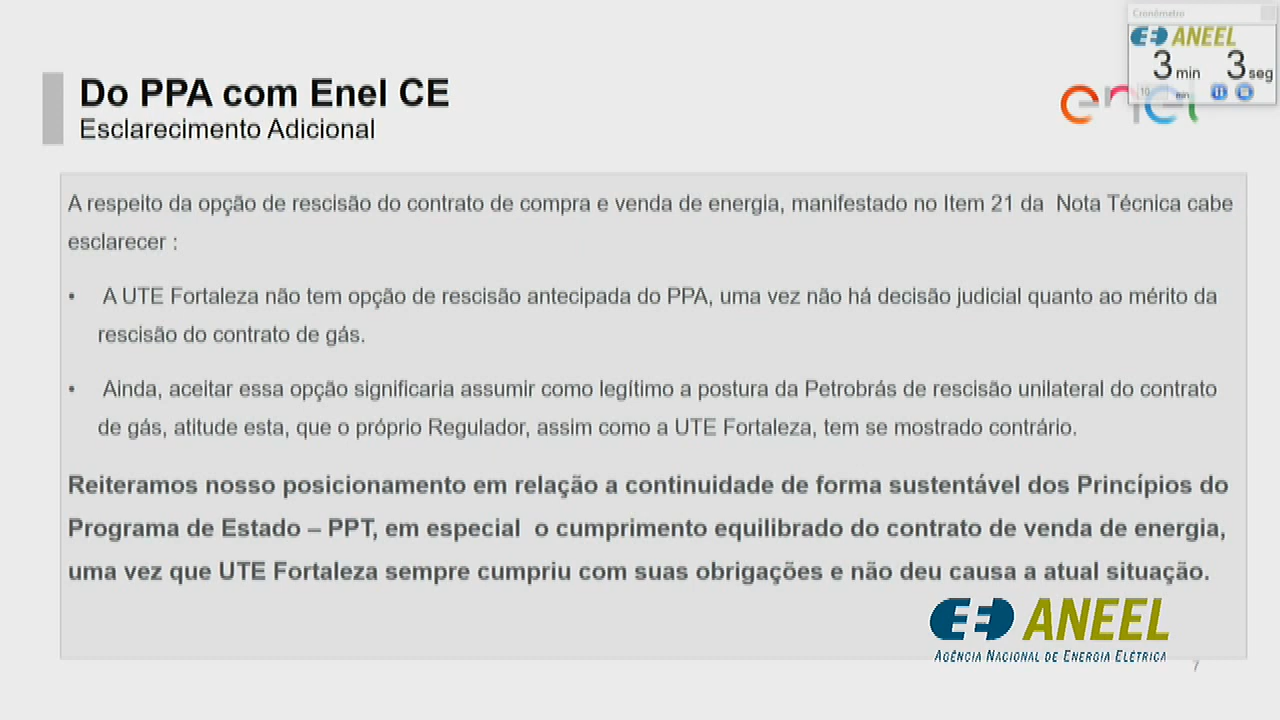 Cronômetro
ANEEL
3 min 3 seg
10 min
enel
Do PPA com Enel CE
Esclarecimento Adicional
A respeito da opção de rescisão do contrato de compra e venda de energia, manifestado no Item 21 da Nota Técnica cabe
esclarecer :
• A UTE Fortaleza não tem opção de rescisão antecipada do PPA, uma vez não há decisão judicial quanto ao mérito da
rescisão do contrato de gás.
• Ainda, aceitar essa opção significaria assumir como legítimo a postura da Petrobrás de rescisão unilateral do contrato
de gás, atitude esta, que o próprio Regulador, assim como a UTE Fortaleza, tem se mostrado contrário.
Reiteramos nosso posicionamento em relação a continuidade de forma sustentável dos Princípios do
Programa de Estado – PPT, em especial o cumprimento equilibrado do contrato de venda de energia,
uma vez que UTE Fortaleza sempre cumpriu com suas obrigações e não deu causa a atual situação.
ANEEL
AGÊNCIA NACIONAL DE ENERGIA ELÉTRICA
7